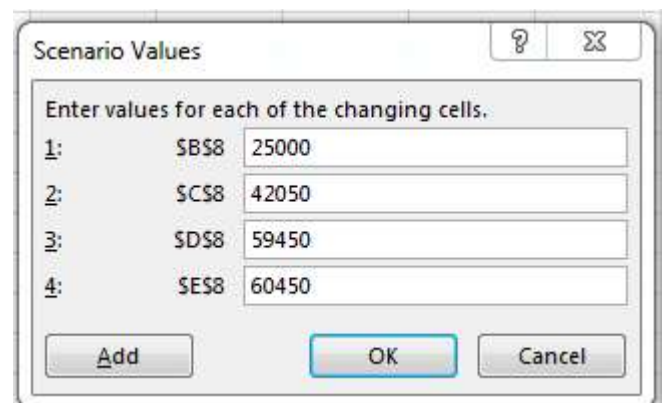 Scenario Values ?
Enter values for each of the changing cells.
1: $B$8 25000
2: $C$8 42050
3: $D$8 59450
4: $E$8 60450
Add OK Cancel